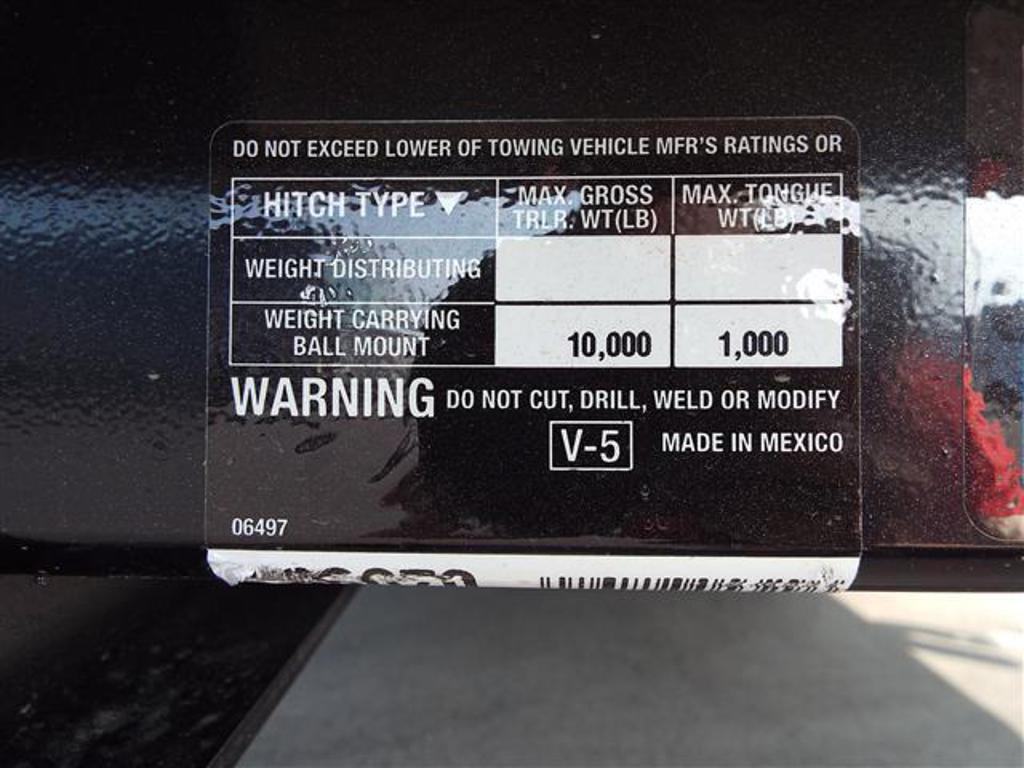 DO NOT EXCEED LOWER OF TOWING VEHICLE MFR'S RATINGS OR
HITCH TYPE ▼
MAX. GROSS
TRLR. WT(LB)
MAX. TONGUE
WT(LB)
WEIGHT DISTRIBUTING
WEIGHT CARRYING
BALL MOUNT
10,000
1,000
WARNING DO NOT CUT, DRILL, WELD OR MODIFY
V-5
MADE IN MEXICO
06497